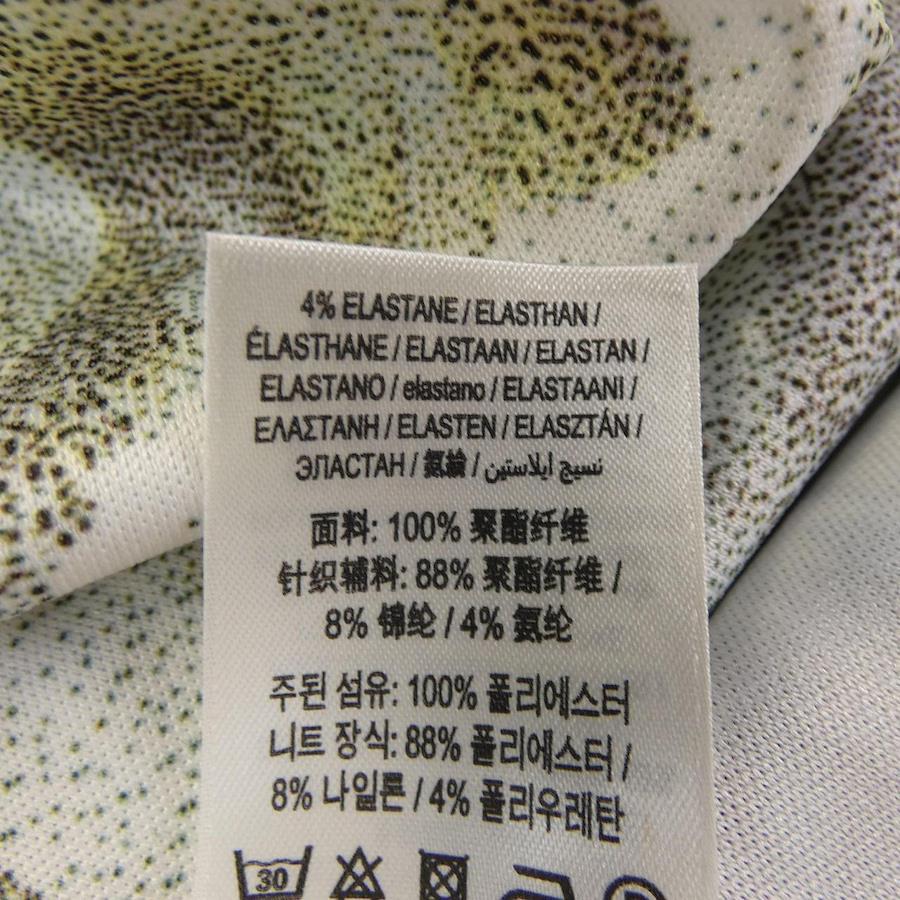 4% ELASTANE / ELASTHAN /
ÉLASTHANE / ELASTAAN / ELASTAN /
ELASTANO / elastano / ELASTAANI /
ΕΛΑΣΤΑΝΗ / ELASTEN / ELASZTÁN /
ЭЛАСТАН / 氨綸 / نسيج ايلاستين
面料: 100% 聚酯纤维
针织辅料: 88% 聚酯纤维 /
8% 锦纶 / 4% 氨纶
주된 섬유: 100% 폴리에스터
니트 장식: 88% 폴리에스터 /
8% 나일론 / 4% 폴리우레탄
30